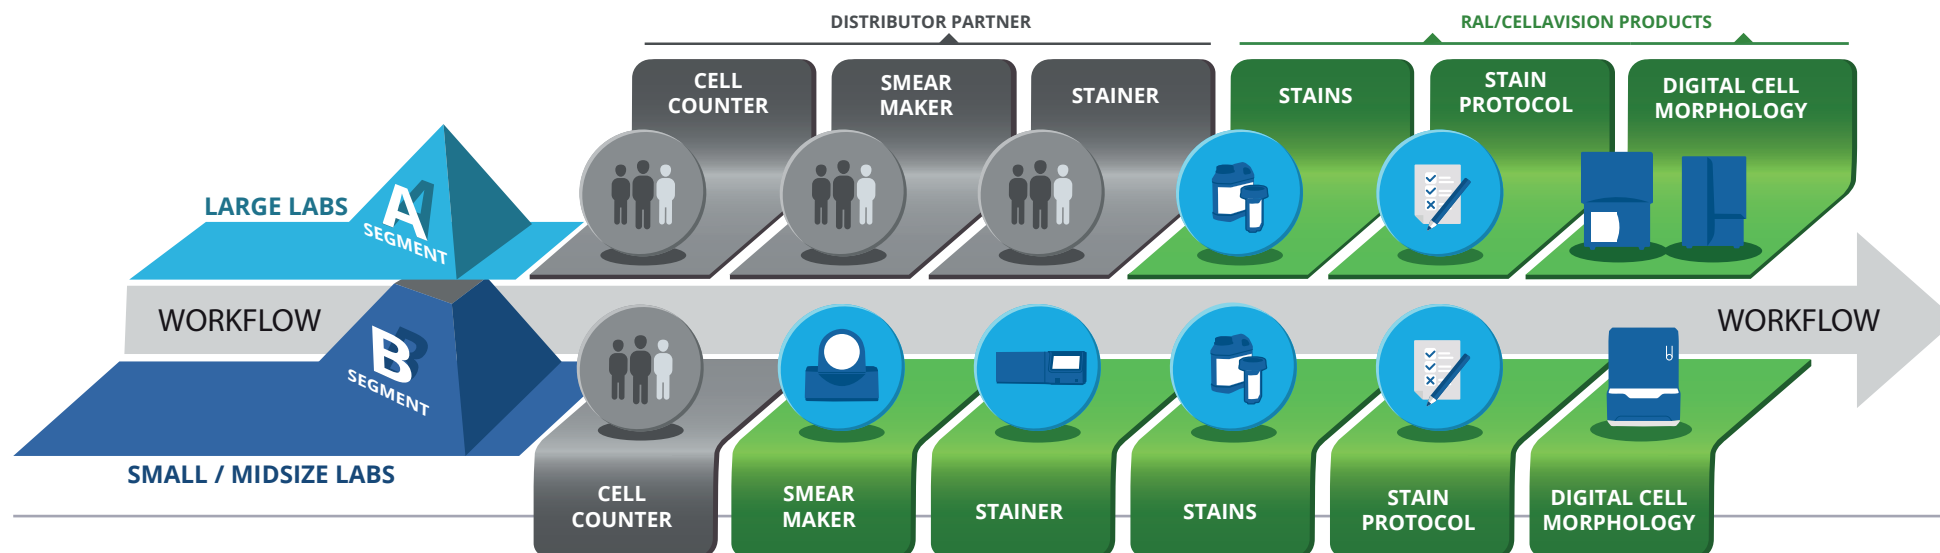 DISTRIBUTOR PARTNER
RAL/CELLAVISION PRODUCTS
CELL
COUNTER
SMEAR
MAKER
STAINER
STAINS
STAIN
PROTOCOL
DIGITAL CELL
MORPHOLOGY
LARGE LABS
A
SEGMENT
WORKFLOW
WORKFLOW
B
SEGMENT
SMALL / MIDSIZE LABS
CELL
COUNTER
SMEAR
MAKER
STAINER
STAINS
STAIN
PROTOCOL
DIGITAL CELL
MORPHOLOGY